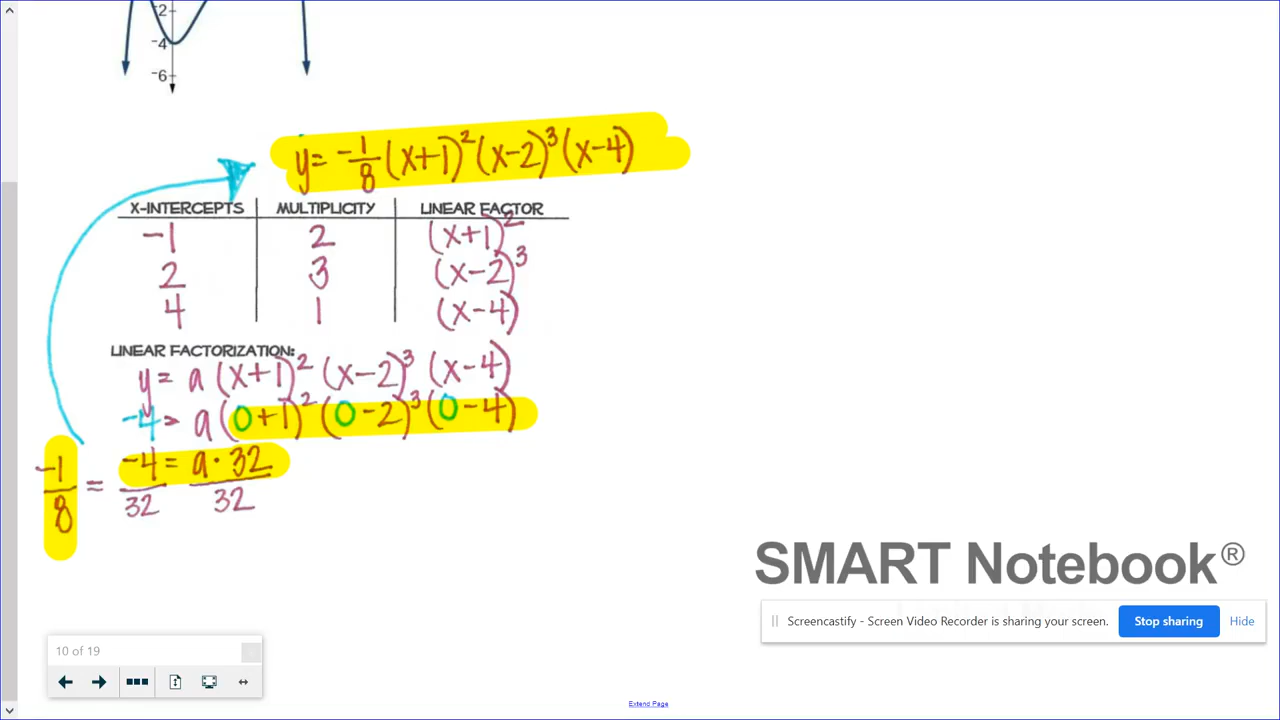 -2
-4
-6
y= -1/8 (x+1)² (x-2)³ (x-4)
X-INTERCEPTS MULTIPLICITY LINEAR FACTOR
-1 2 (x+1)²
2 3 (x-2)³
4 1 (x-4)
LINEAR FACTORIZATION:
y = a (x+1)² (x-2)³ (x-4)
-4 = a (0+1)² (0-2)³ (0-4)
-1/8 = -4/32 = a·32/32
SMART Notebook®
Screencastify - Screen Video Recorder is sharing your screen. Stop sharing Hide
10 of 19
Extend Page